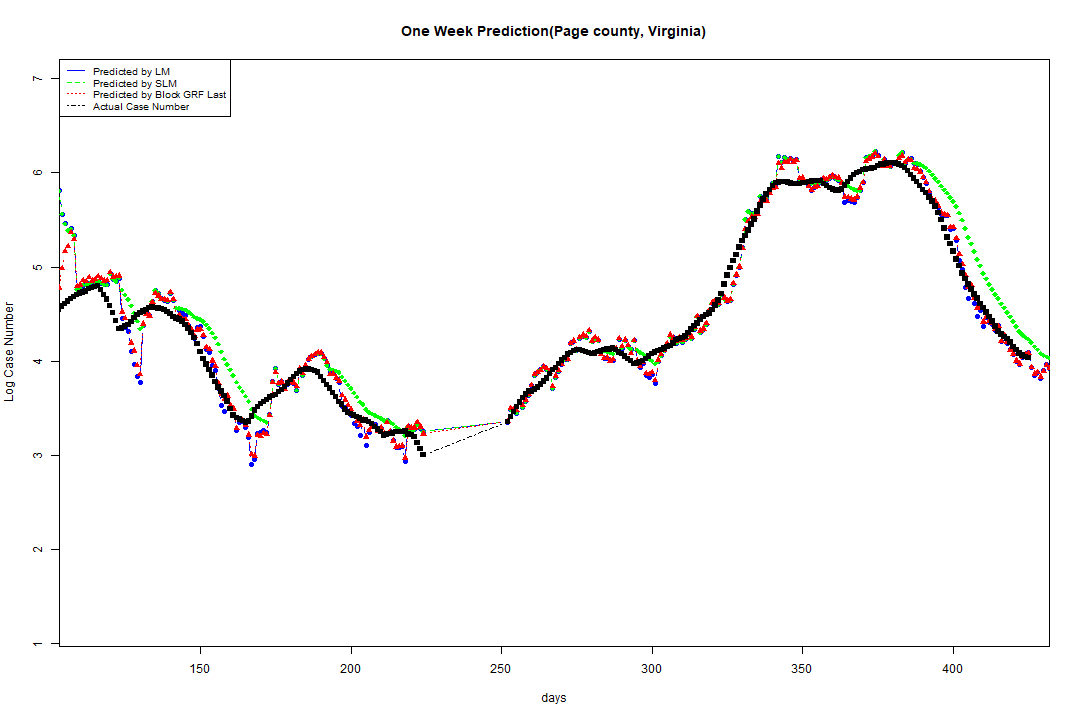 One Week Prediction(Page county, Virginia)
Predicted by LM
Predicted by SLM
Predicted by Block GRF Last
Actual Case Number
Log Case Number
7
6
5
4
3
2
1
150 200 250 300 350 400
days